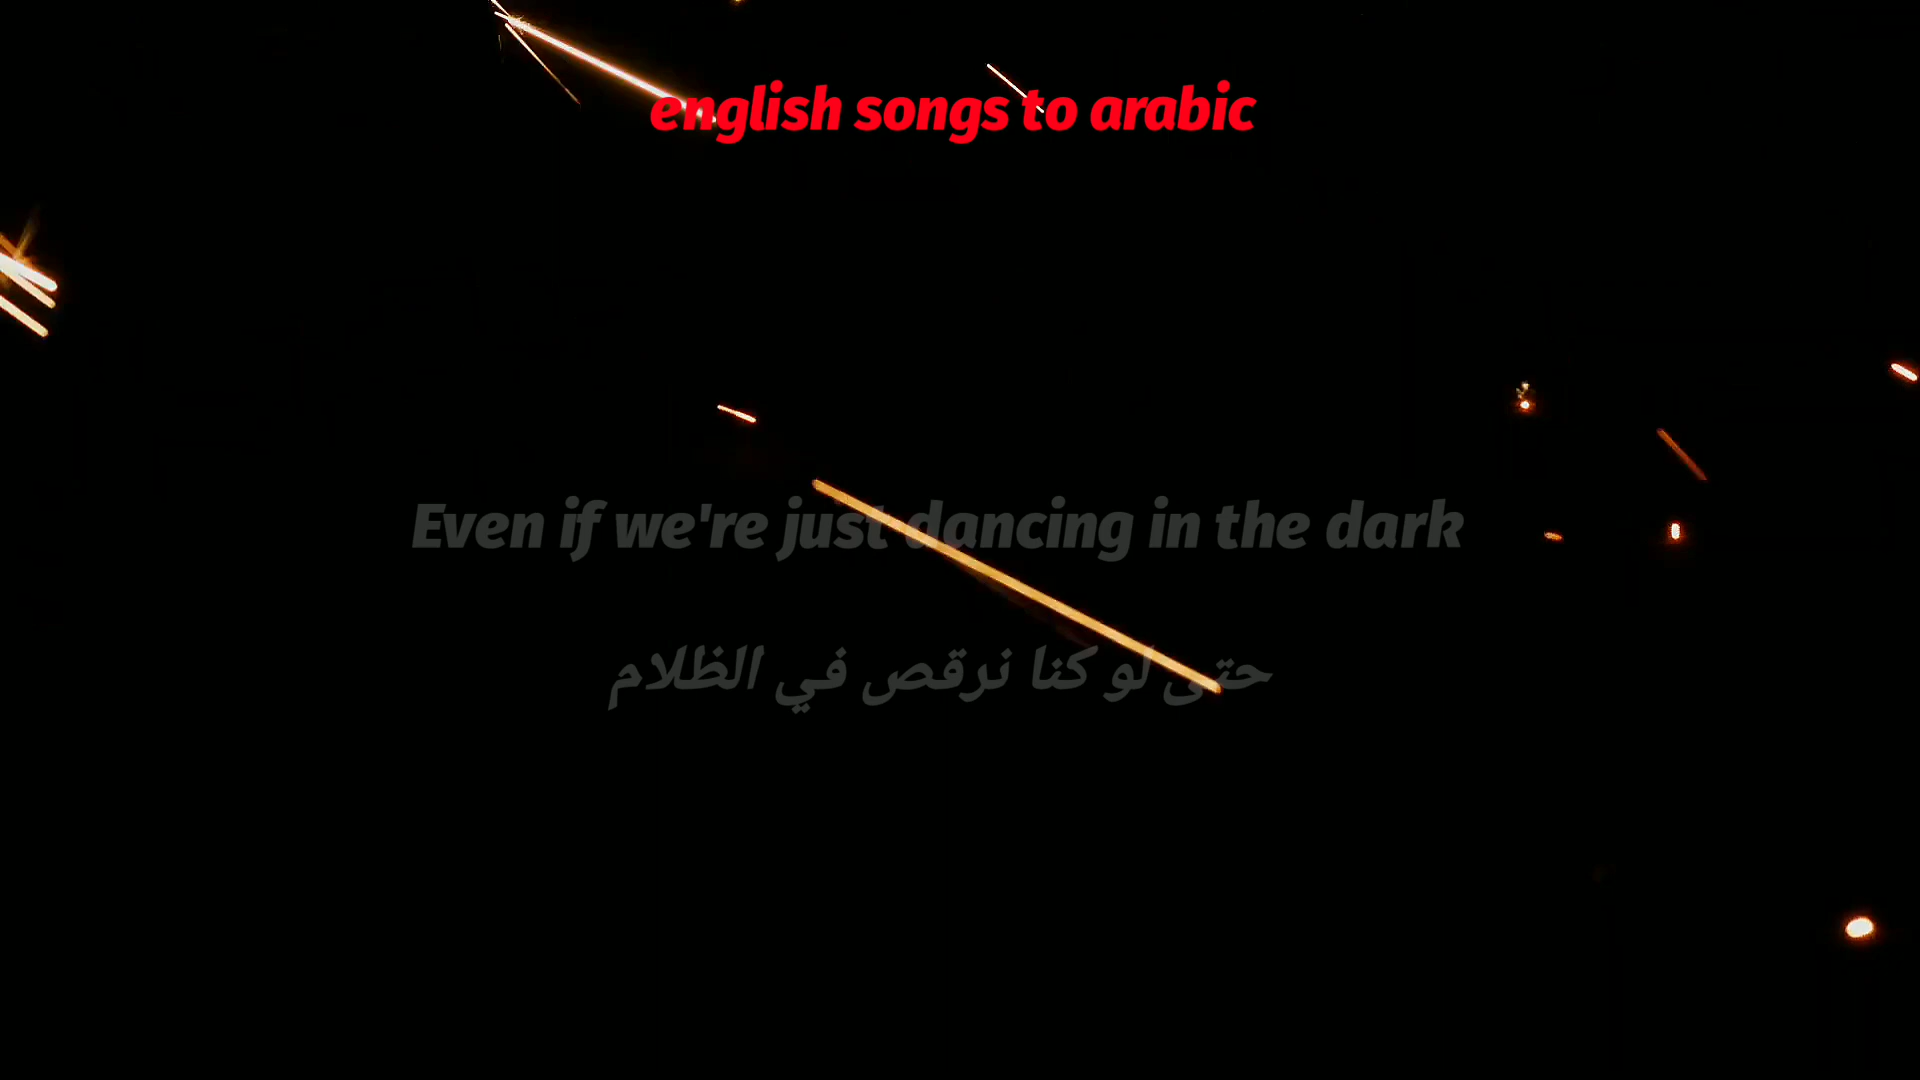 english songs to arabic
Even if we're just dancing in the dark
حتى لو كنا نرقص في الظلام